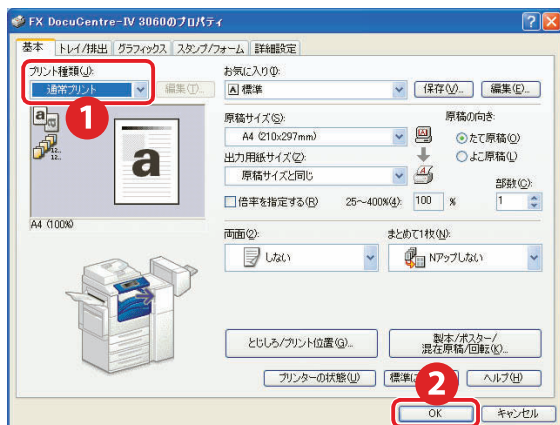 FX DocuCentre-IV 3060のプロパティ
基本 トレイ/排出 グラフィックス スタンプ/フォーム 詳細設定
プリント種類(J): お気に入り(I):
通常プリント 編集(T)... 標準 保存(V)... 編集(E)...
1
原稿サイズ(S): 原稿の向き:
A4 (210x297mm) たて原稿(O)
出力用紙サイズ(Z): よこ原稿(L)
原稿サイズと同じ 部数(C):
倍率を指定する(R) 25～400%(4): 100 % 1
a
A4 (100%)
両面(2): まとめて1枚(N):
しない Nアップしない
とじしろ/プリント位置(G)... 製本/ポスター/
混在原稿/回転(K)...
プリンターの状態(U) 標準に ヘルプ(H)
2
OK キャンセル